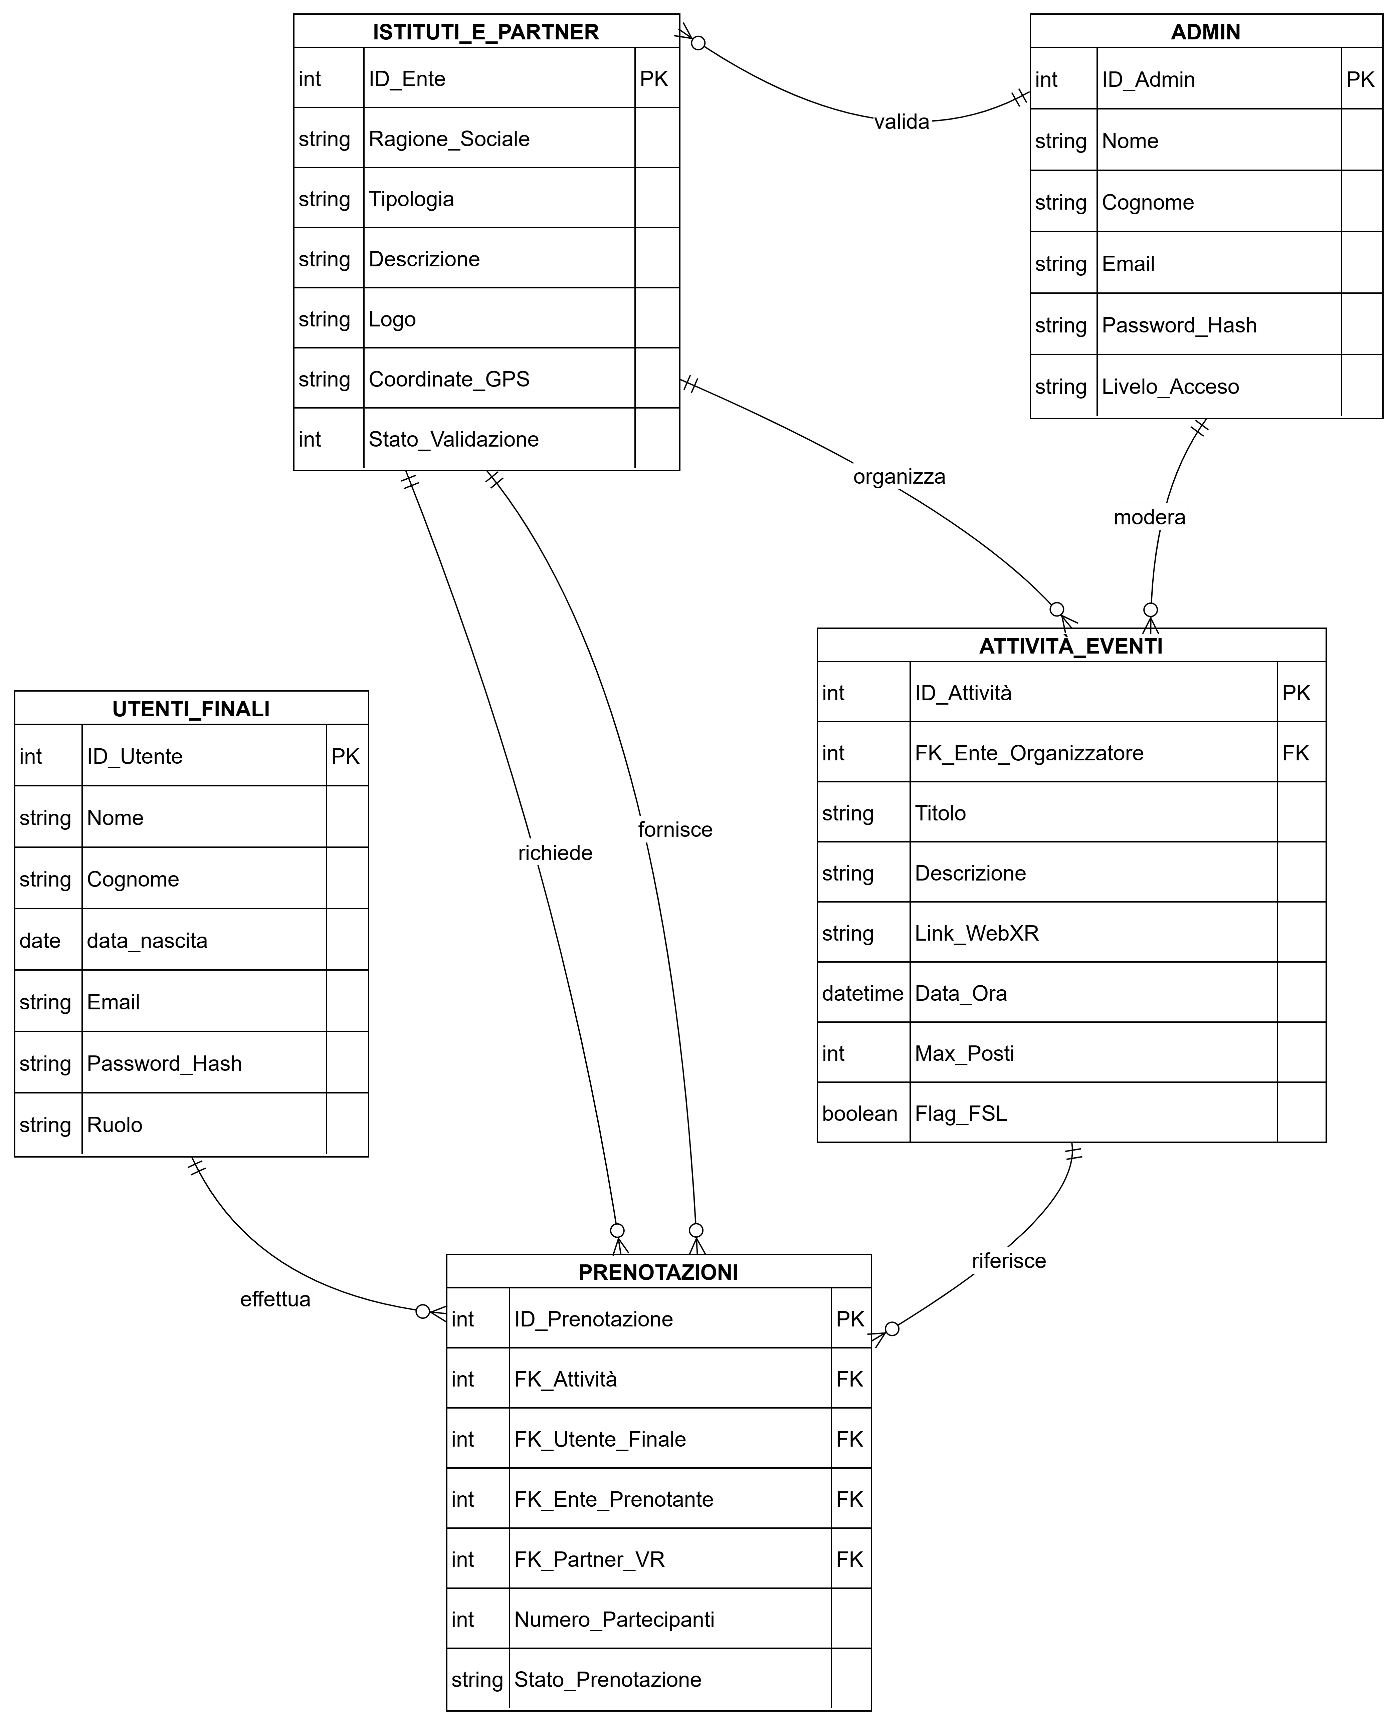 ISTITUTI_E_PARTNER
int ID_Ente PK
string Ragione_Sociale
string Tipologia
string Descrizione
string Logo
string Coordinate_GPS
int Stato_Validazione
ADMIN
int ID_Admin PK
string Nome
string Cognome
string Email
string Password_Hash
string Livelo_Acceso
valida
organizza
modera
ATTIVITÀ_EVENTI
int ID_Attività PK
int FK_Ente_Organizzatore FK
string Titolo
string Descrizione
string Link_WebXR
datetime Data_Ora
int Max_Posti
boolean Flag_FSL
UTENTI_FINALI
int ID_Utente PK
string Nome
string Cognome
date data_nascita
string Email
string Password_Hash
string Ruolo
richiede
fornisce
effettua
riferisce
PRENOTAZIONI
int ID_Prenotazione PK
int FK_Attività FK
int FK_Utente_Finale FK
int FK_Ente_Prenotante FK
int FK_Partner_VR FK
int Numero_Partecipanti
string Stato_Prenotazione